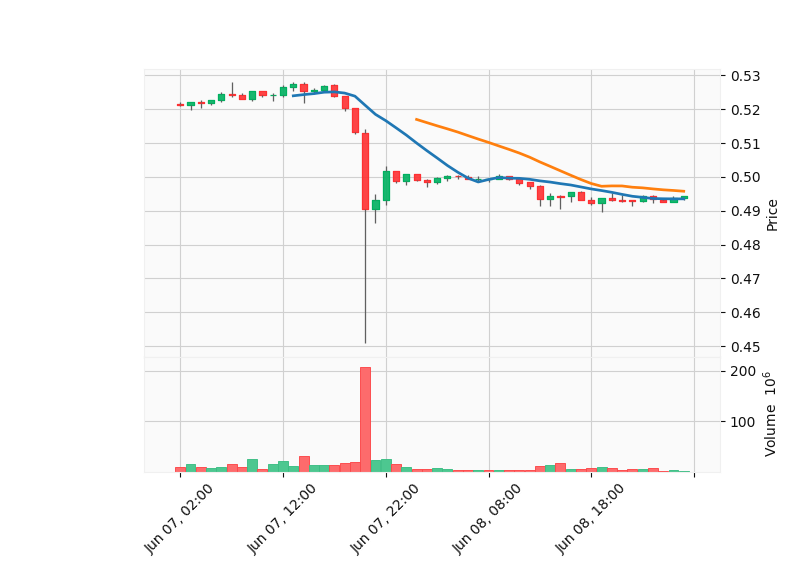 0.53
0.52
0.51
0.50
0.49
0.48
0.47
0.46
0.45
Price
200
100
Volume 10^6
Jun 07, 02:00
Jun 07, 12:00
Jun 07, 22:00
Jun 08, 08:00
Jun 08, 18:00